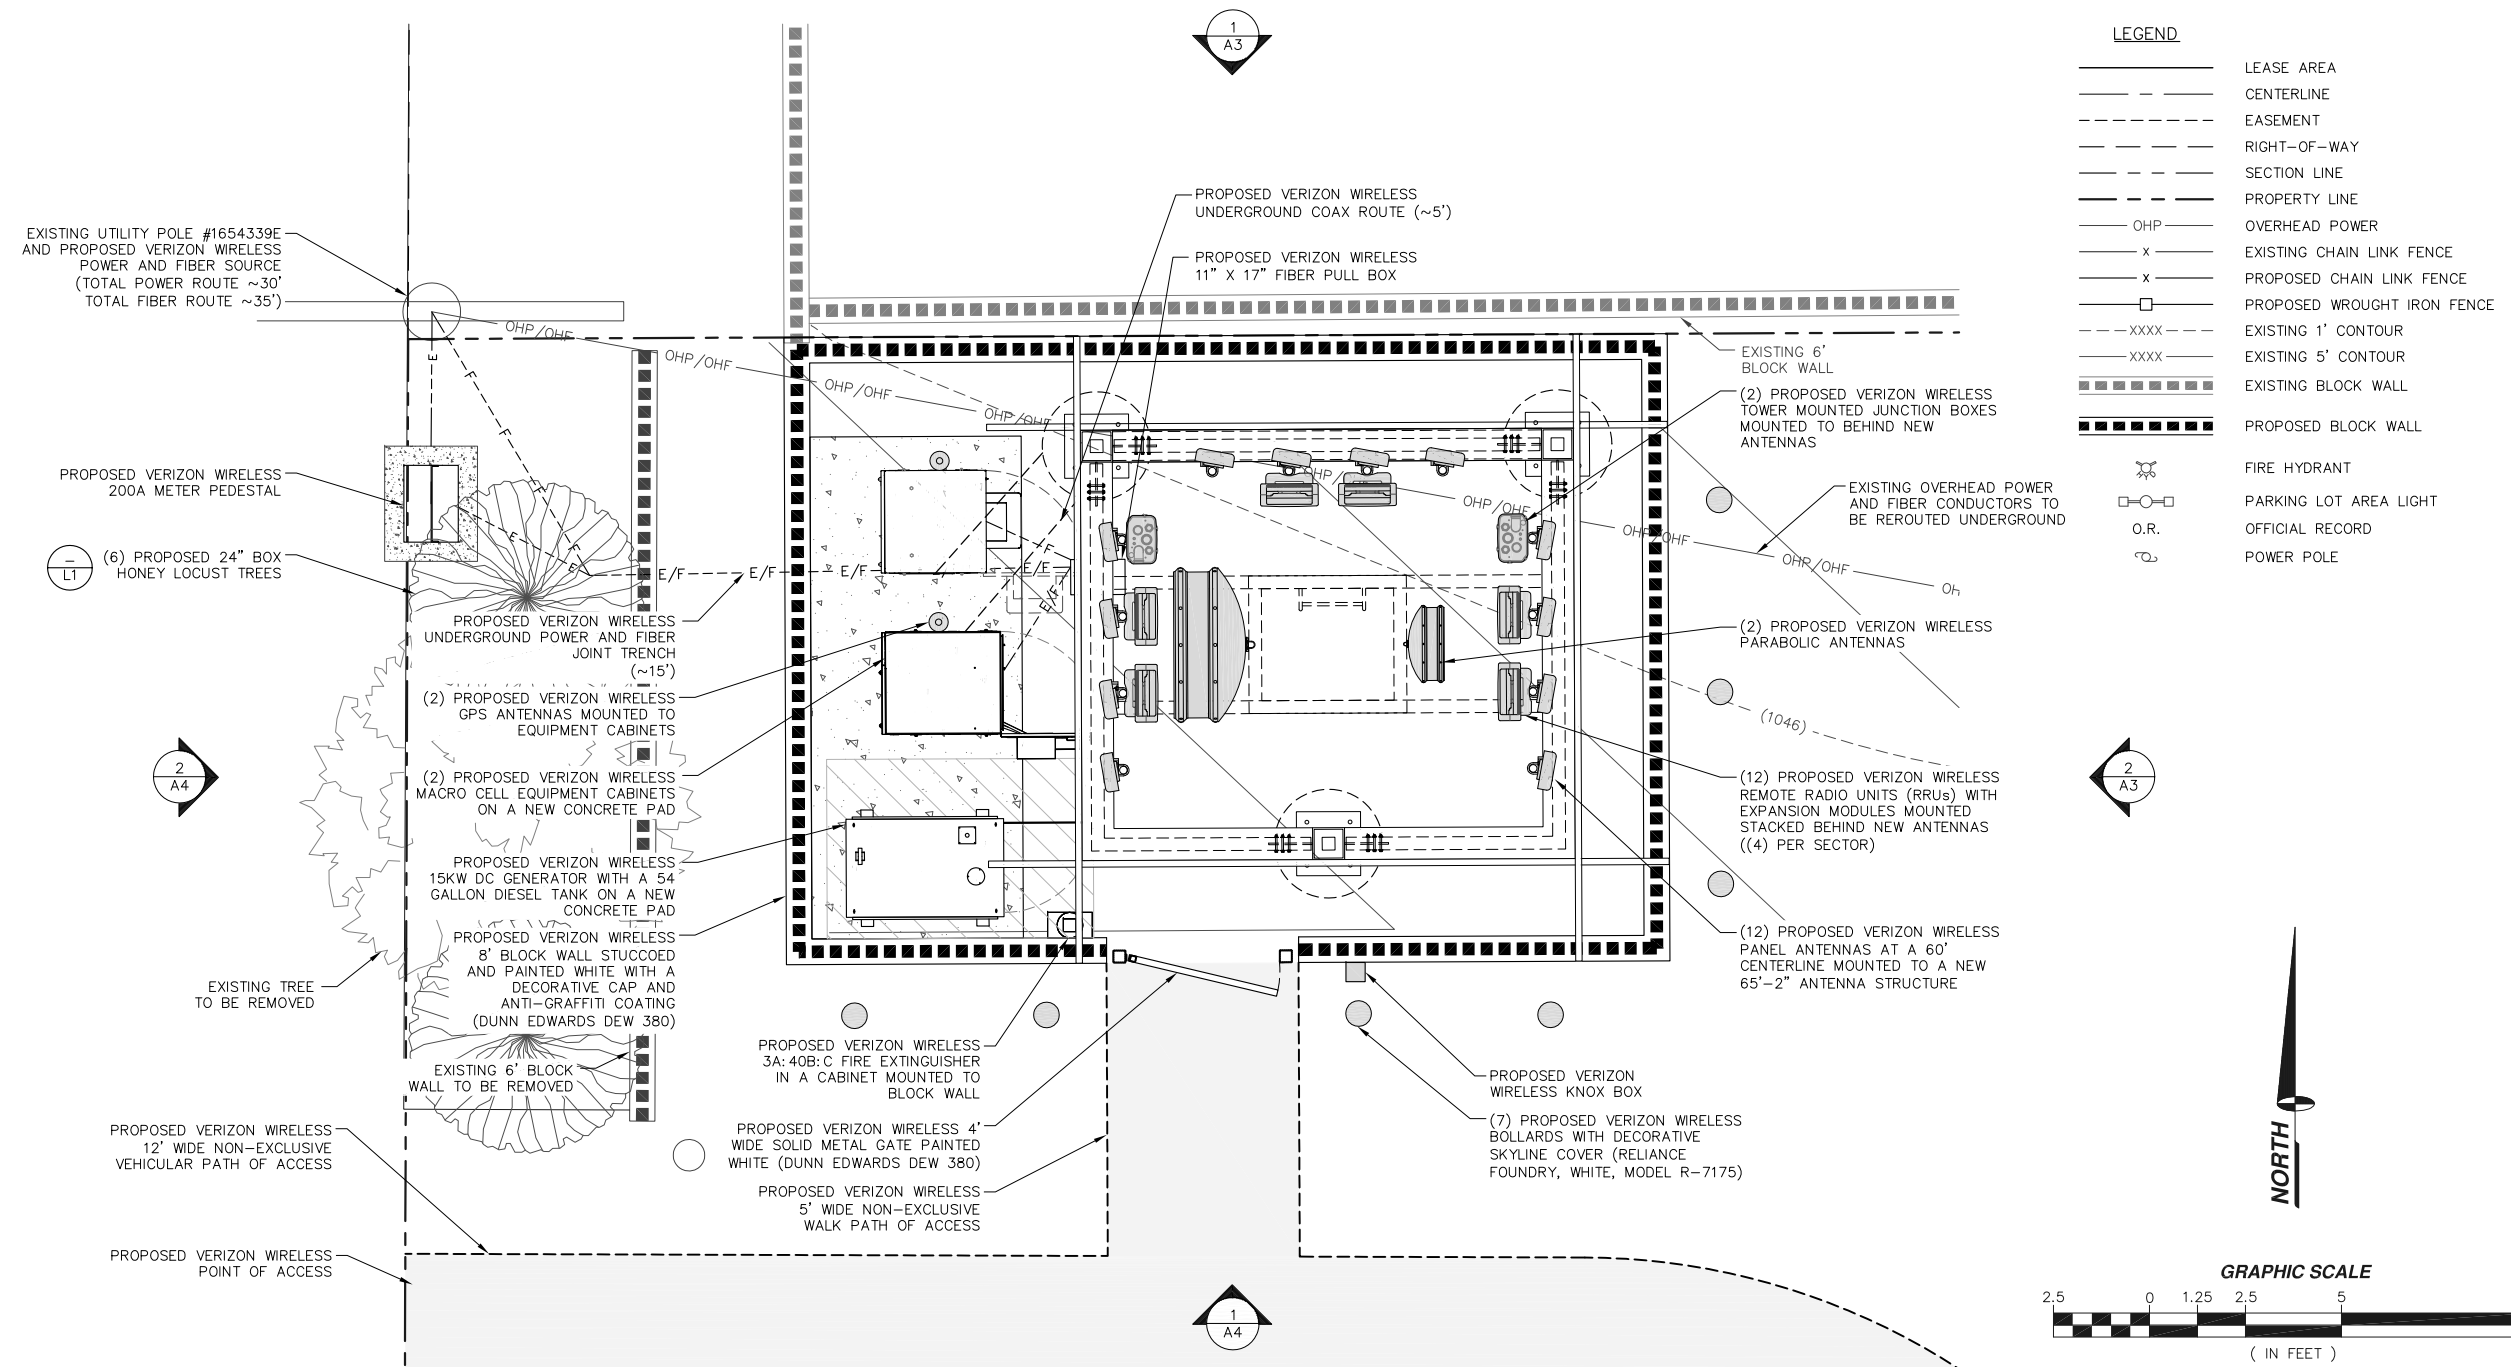 1
A3
LEGEND
LEASE AREA
CENTERLINE
EASEMENT
RIGHT-OF-WAY
SECTION LINE
PROPERTY LINE
OHP
OVERHEAD POWER
x
EXISTING CHAIN LINK FENCE
x
PROPOSED CHAIN LINK FENCE
PROPOSED WROUGHT IRON FENCE
XXXX
EXISTING 1' CONTOUR
XXXX
EXISTING 5' CONTOUR
EXISTING BLOCK WALL
PROPOSED BLOCK WALL
FIRE HYDRANT
PARKING LOT AREA LIGHT
O.R.
OFFICIAL RECORD
POWER POLE
EXISTING UTILITY POLE #1654339E
AND PROPOSED VERIZON WIRELESS
POWER AND FIBER SOURCE
(TOTAL POWER ROUTE ~30'
TOTAL FIBER ROUTE ~35')
PROPOSED VERIZON WIRELESS
UNDERGROUND COAX ROUTE (~5')
PROPOSED VERIZON WIRELESS
11" X 17" FIBER PULL BOX
OHP/OHF
OHP/OHF
OHP/OHF
OHP/OHF
OHP/OHF
OHP/OHF
OHP/OHF
OHP/OHF
OH
E
F
F
F
E
E
E/F
E/F
E/F
E/F
E/F
F
F
EXISTING 6'
BLOCK WALL
(2) PROPOSED VERIZON WIRELESS
TOWER MOUNTED JUNCTION BOXES
MOUNTED TO BEHIND NEW
ANTENNAS
EXISTING OVERHEAD POWER
AND FIBER CONDUCTORS TO
BE REROUTED UNDERGROUND
(2) PROPOSED VERIZON WIRELESS
PARABOLIC ANTENNAS
(1046)
(12) PROPOSED VERIZON WIRELESS
REMOTE RADIO UNITS (RRUs) WITH
EXPANSION MODULES MOUNTED
STACKED BEHIND NEW ANTENNAS
((4) PER SECTOR)
(12) PROPOSED VERIZON WIRELESS
PANEL ANTENNAS AT A 60'
CENTERLINE MOUNTED TO A NEW
65'-2" ANTENNA STRUCTURE
2
A3
PROPOSED VERIZON WIRELESS
200A METER PEDESTAL
–
L1
(6) PROPOSED 24" BOX
HONEY LOCUST TREES
PROPOSED VERIZON WIRELESS
UNDERGROUND POWER AND FIBER
JOINT TRENCH
(~15')
(2) PROPOSED VERIZON WIRELESS
GPS ANTENNAS MOUNTED TO
EQUIPMENT CABINETS
2
A4
(2) PROPOSED VERIZON WIRELESS
MACRO CELL EQUIPMENT CABINETS
ON A NEW CONCRETE PAD
PROPOSED VERIZON WIRELESS
15KW DC GENERATOR WITH A 54
GALLON DIESEL TANK ON A NEW
CONCRETE PAD
PROPOSED VERIZON WIRELESS
8' BLOCK WALL STUCCOED
AND PAINTED WHITE WITH A
DECORATIVE CAP AND
ANTI-GRAFFITI COATING
(DUNN EDWARDS DEW 380)
EXISTING TREE
TO BE REMOVED
EXISTING 6' BLOCK
WALL TO BE REMOVED
PROPOSED VERIZON WIRELESS
3A:40B:C FIRE EXTINGUISHER
IN A CABINET MOUNTED TO
BLOCK WALL
PROPOSED VERIZON WIRELESS 4'
WIDE SOLID METAL GATE PAINTED
WHITE (DUNN EDWARDS DEW 380)
PROPOSED VERIZON WIRELESS
5' WIDE NON-EXCLUSIVE
WALK PATH OF ACCESS
PROPOSED VERIZON WIRELESS
12' WIDE NON-EXCLUSIVE
VEHICULAR PATH OF ACCESS
PROPOSED VERIZON WIRELESS
POINT OF ACCESS
PROPOSED VERIZON
WIRELESS KNOX BOX
(7) PROPOSED VERIZON WIRELESS
BOLLARDS WITH DECORATIVE
SKYLINE COVER (RELIANCE
FOUNDRY, WHITE, MODEL R-7175)
1
A4
NORTH
GRAPHIC SCALE
2.5 0 1.25 2.5 5
( IN FEET )